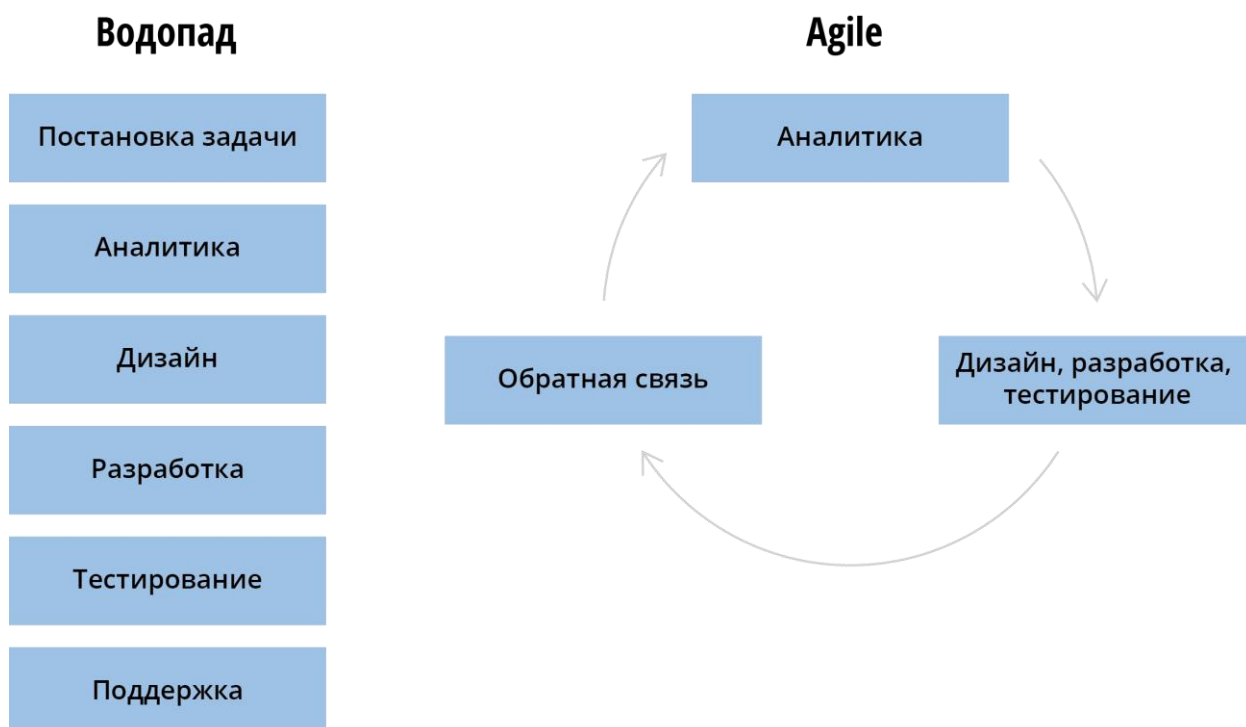 Водопад
Постановка задачи
Аналитика
Дизайн
Разработка
Тестирование
Поддержка
Agile
Аналитика
Дизайн, разработка,
тестирование
Обратная связь